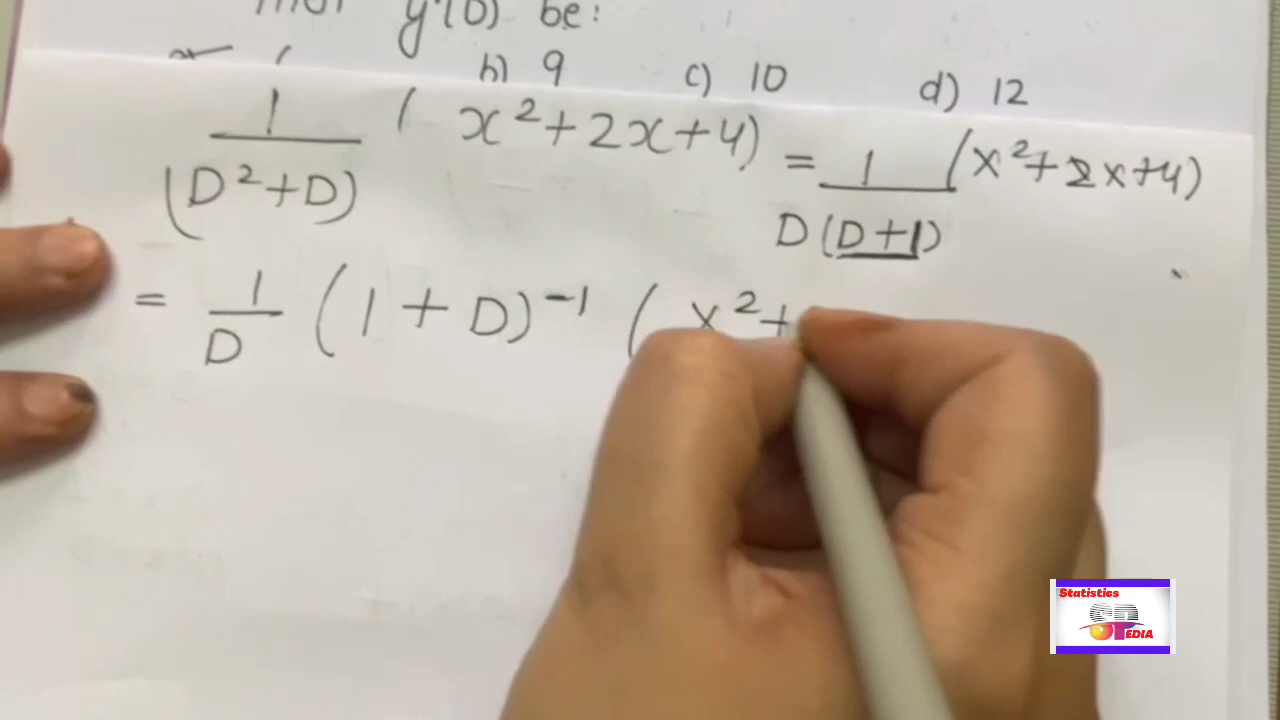 y'(0) be:
b) 9 c) 10 d) 12
1/(D²+D) (x²+2x+4) = 1/D(D+1) (x²+2x+4)
= 1/D (1+D)⁻¹ (x²+
Statistics
PEDIA